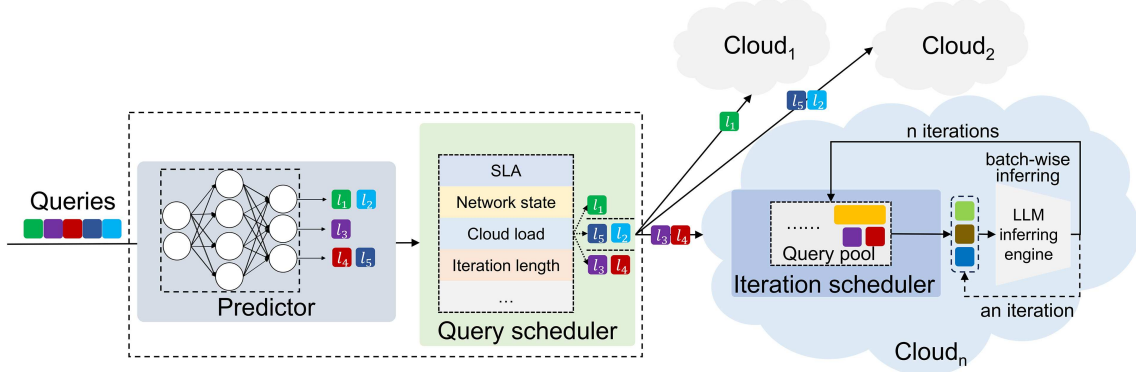 Queries
l₁ l₂
l₃
l₄ l₅
Predictor
SLA
Network state
Cloud load
Iteration length
...
l₁
l₅ l₂
l₃ l₄
Query scheduler
l₁
l₅ l₂
l₃ l₄
Cloud₁
Cloud₂
n iterations
batch-wise
inferring
......
Query pool
Iteration scheduler
LLM
inferring
engine
an iteration
Cloudₙ